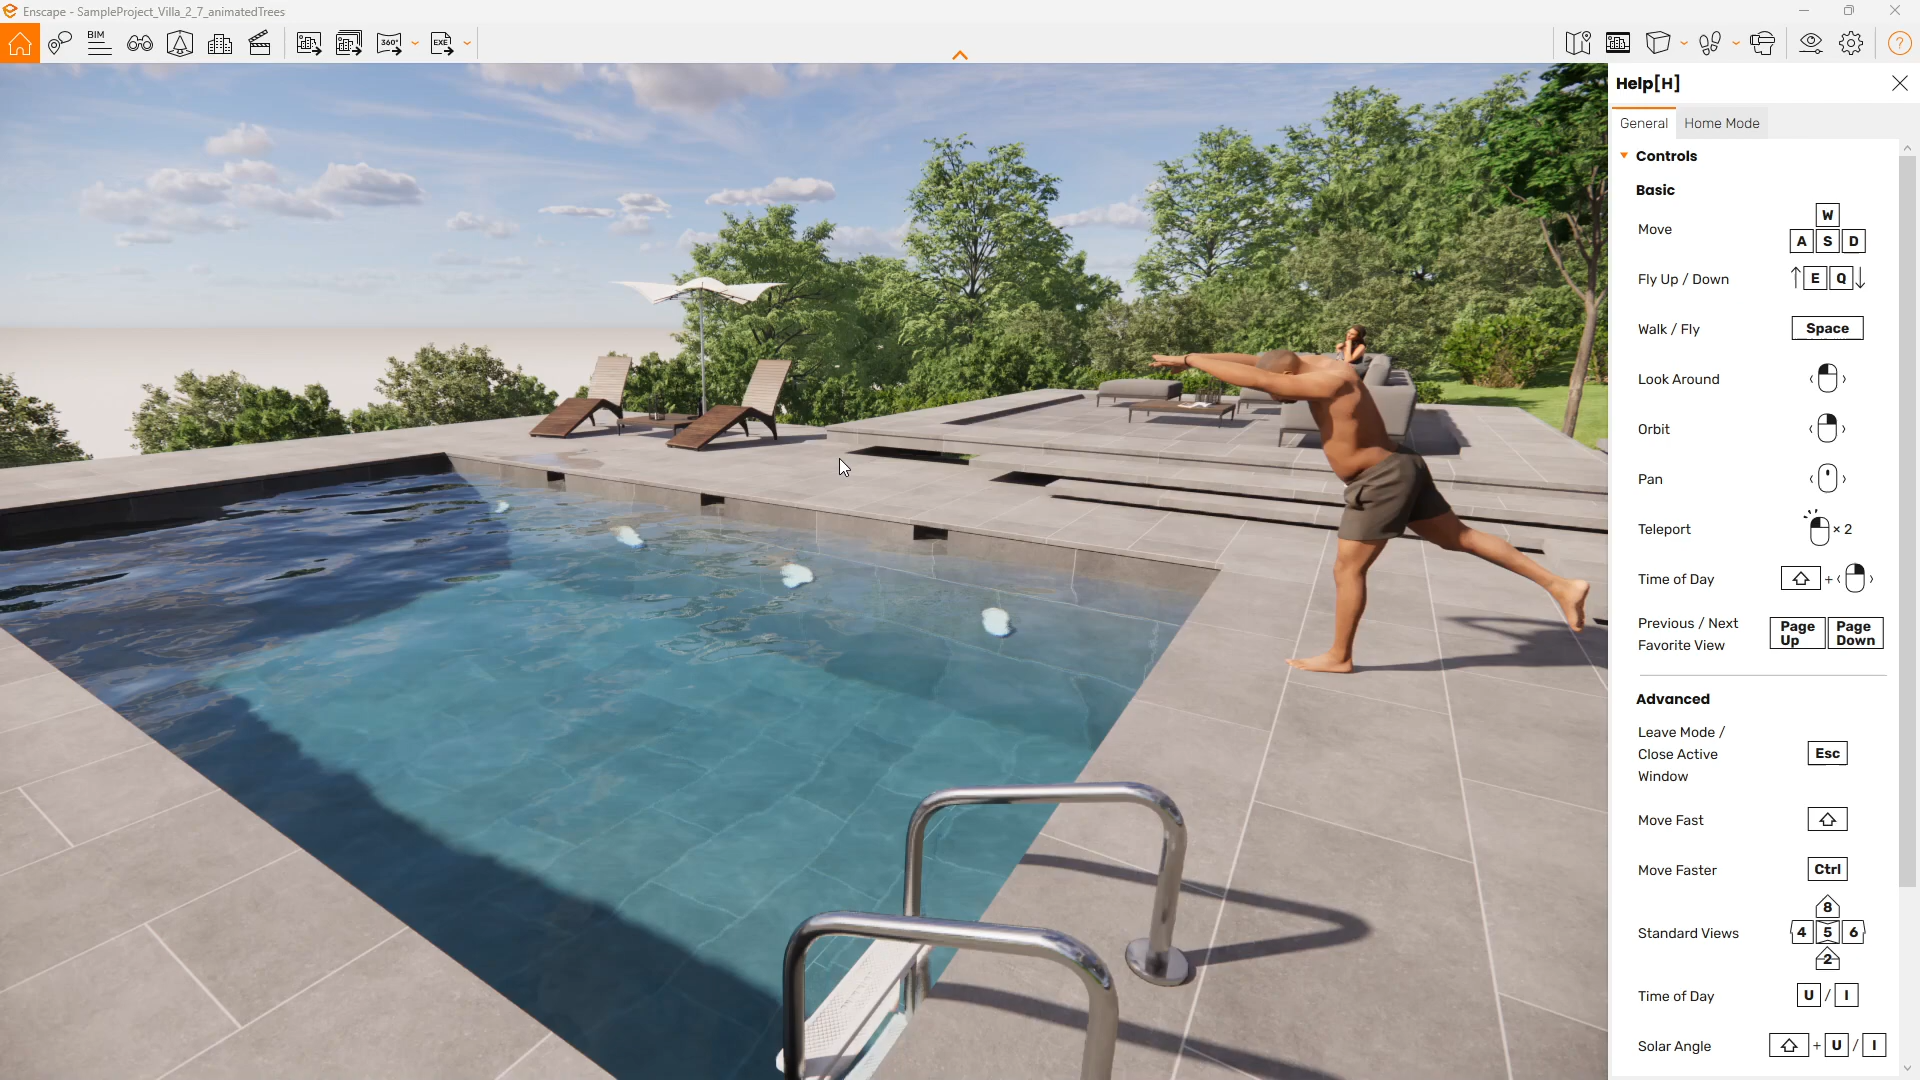 Enscape - SampleProject_Villa_2_7_animatedTrees
BIM
360°
EXE
?
Help[H]
General
Home Mode
Controls
Basic
Move
W
A S D
Fly Up / Down
E Q
Walk / Fly
Space
Look Around
Orbit
Pan
Teleport
× 2
Time of Day
+
Previous / Next
Favorite View
Page
Up
Page
Down
Advanced
Leave Mode /
Close Active
Window
Esc
Move Fast
Move Faster
Ctrl
Standard Views
8
4 5 6
2
Time of Day
U / I
Solar Angle
+ U / I